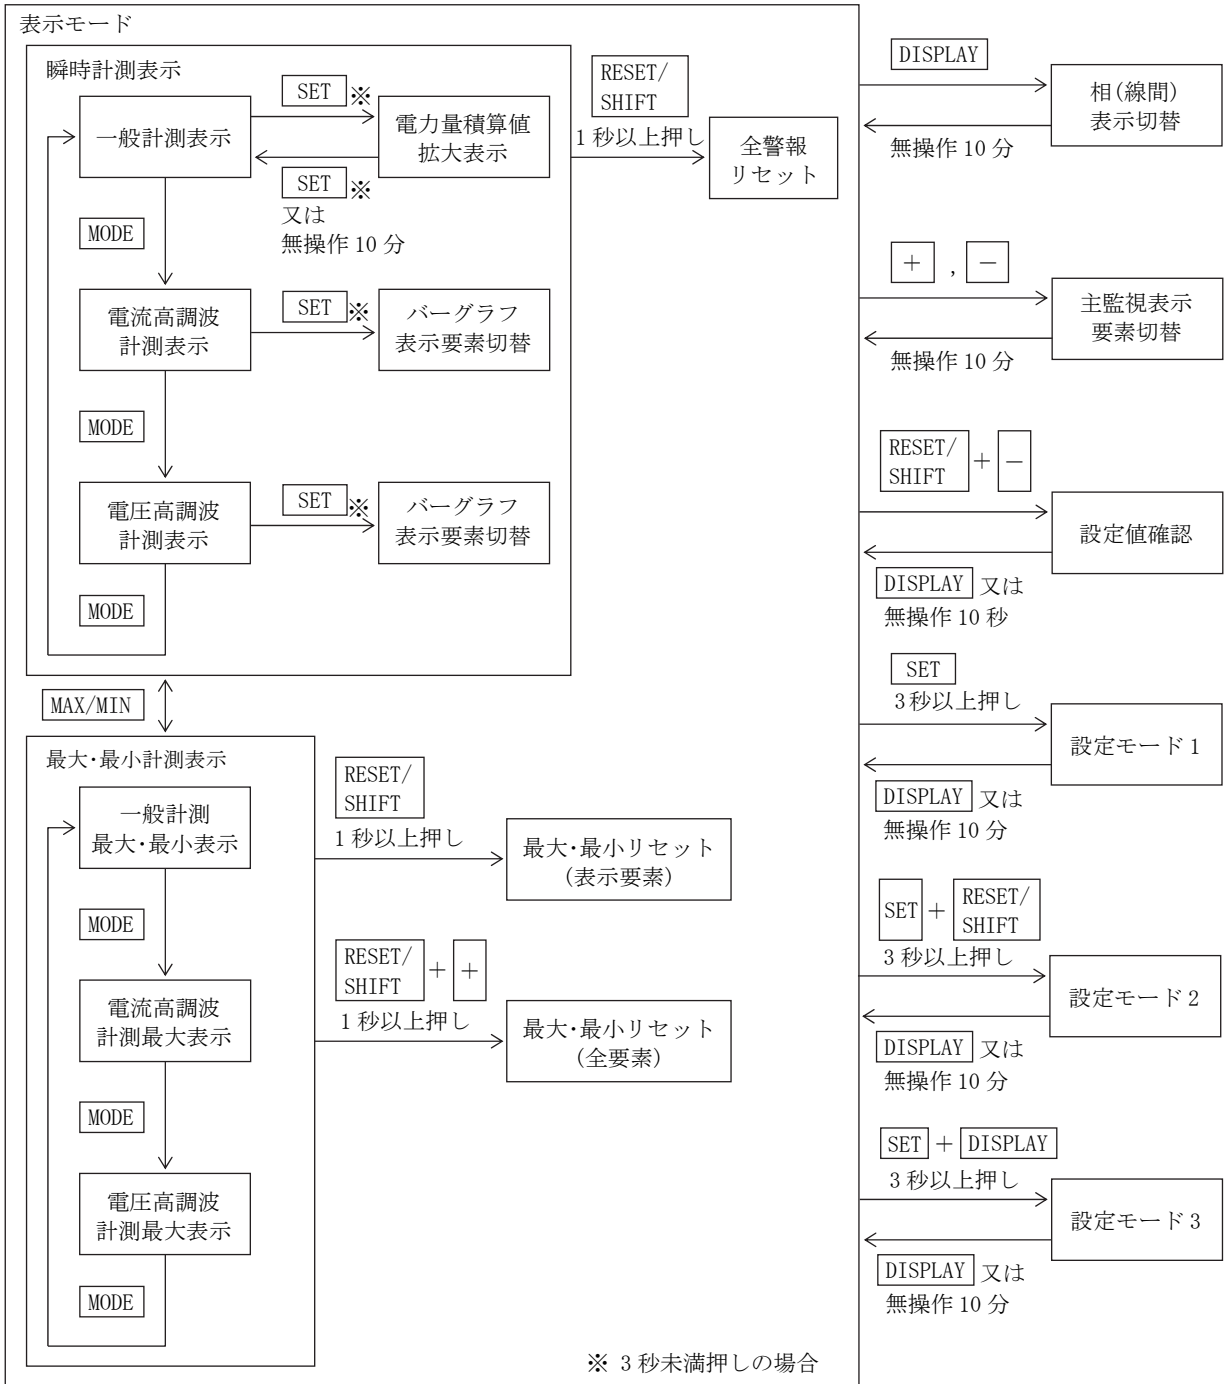 表示モード
瞬時計測表示
一般計測表示
SET ※
電力量積算値
拡大表示
SET ※
又は
無操作 10 分
MODE
電流高調波
計測表示
SET ※
バーグラフ
表示要素切替
MODE
電圧高調波
計測表示
SET ※
バーグラフ
表示要素切替
MODE
RESET/
SHIFT
1 秒以上押し
全警報
リセット
MAX/MIN
最大・最小計測表示
一般計測
最大・最小表示
MODE
電流高調波
計測最大表示
MODE
電圧高調波
計測最大表示
MODE
RESET/
SHIFT
1 秒以上押し
最大・最小リセット
(表示要素)
RESET/
SHIFT + +
1 秒以上押し
最大・最小リセット
(全要素)
※ 3 秒未満押しの場合
DISPLAY
相(線間)
表示切替
無操作 10 分
+ , −
主監視表示
要素切替
無操作 10 分
RESET/
SHIFT + −
設定値確認
DISPLAY 又は
無操作 10 秒
SET
3 秒以上押し
設定モード 1
DISPLAY 又は
無操作 10 分
SET + RESET/
SHIFT
3 秒以上押し
設定モード 2
DISPLAY 又は
無操作 10 分
SET + DISPLAY
3 秒以上押し
設定モード 3
DISPLAY 又は
無操作 10 分